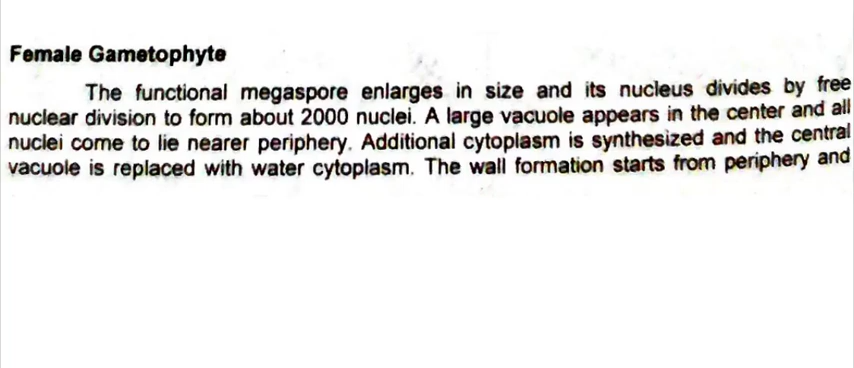 Female Gametophyte
The functional megaspore enlarges in size and its nucleus divides by free
nuclear division to form about 2000 nuclei. A large vacuole appears in the center and all
nuclei come to lie nearer periphery. Additional cytoplasm is synthesized and the central
vacuole is replaced with water cytoplasm. The wall formation starts from periphery and